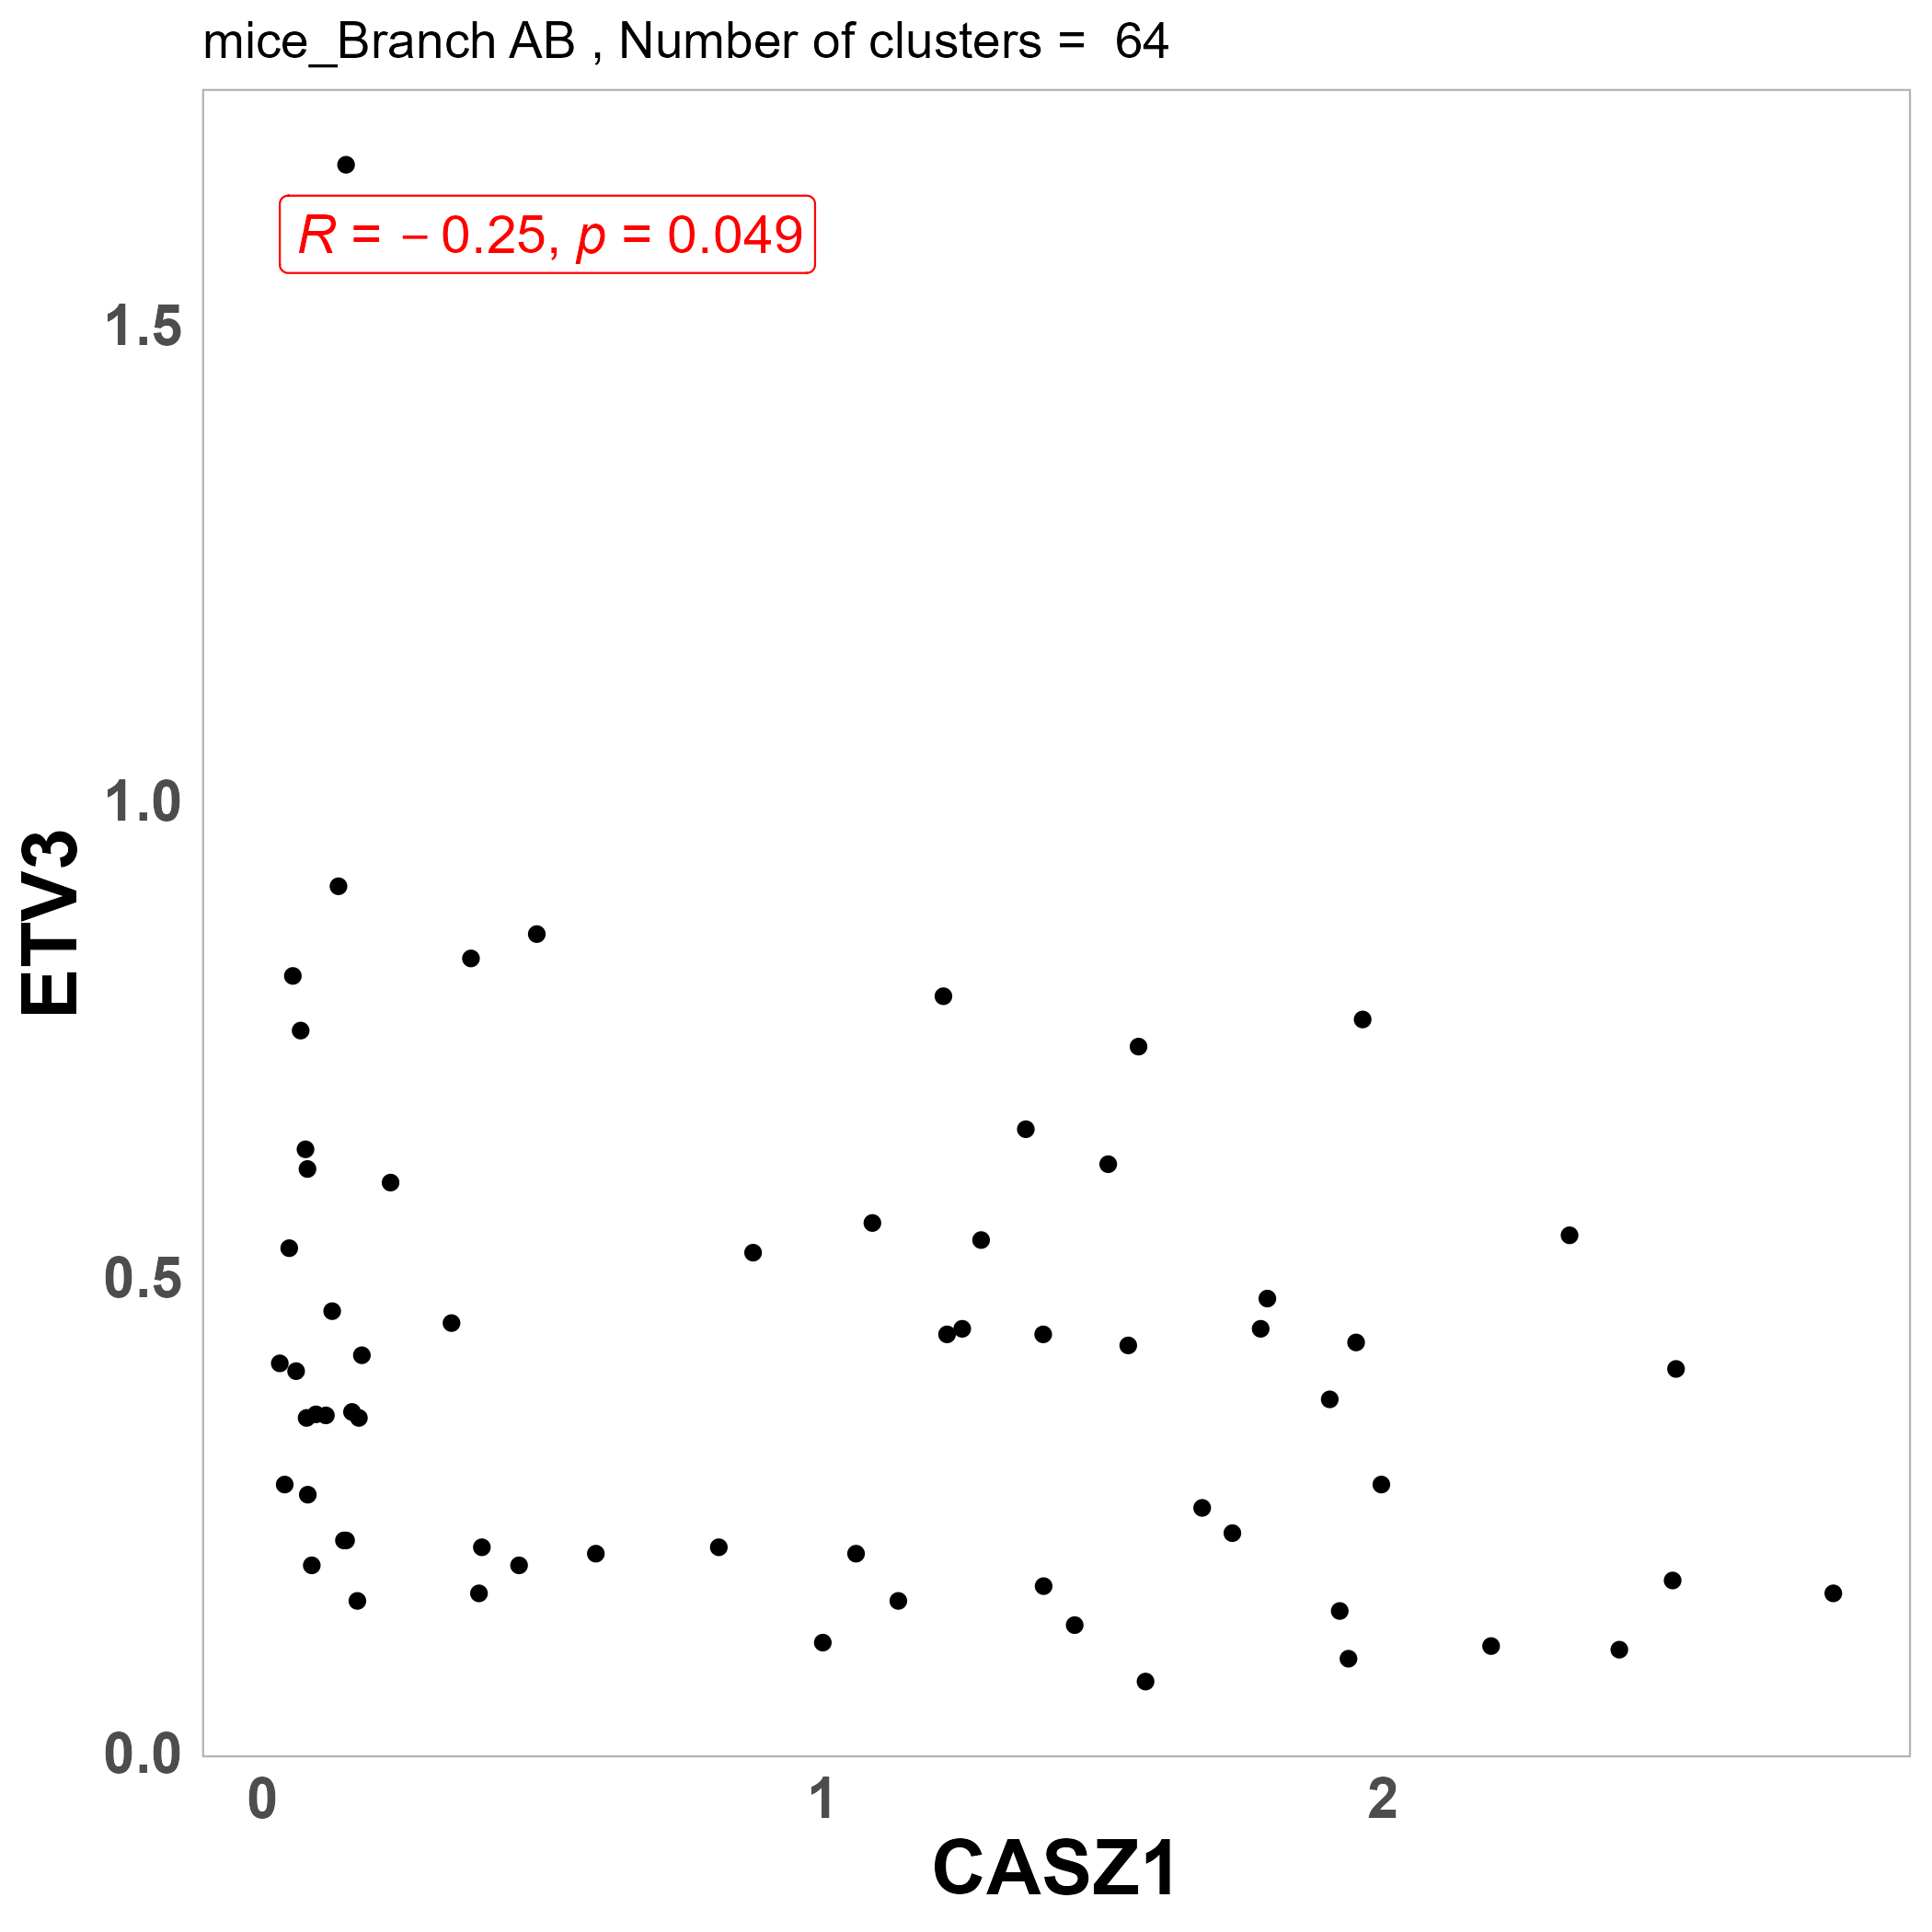 mice_Branch AB , Number of clusters =  64
R = − 0.25, p = 0.049
1.5
1.0
0.5
0.0
ETV3
0 1 2
CASZ1